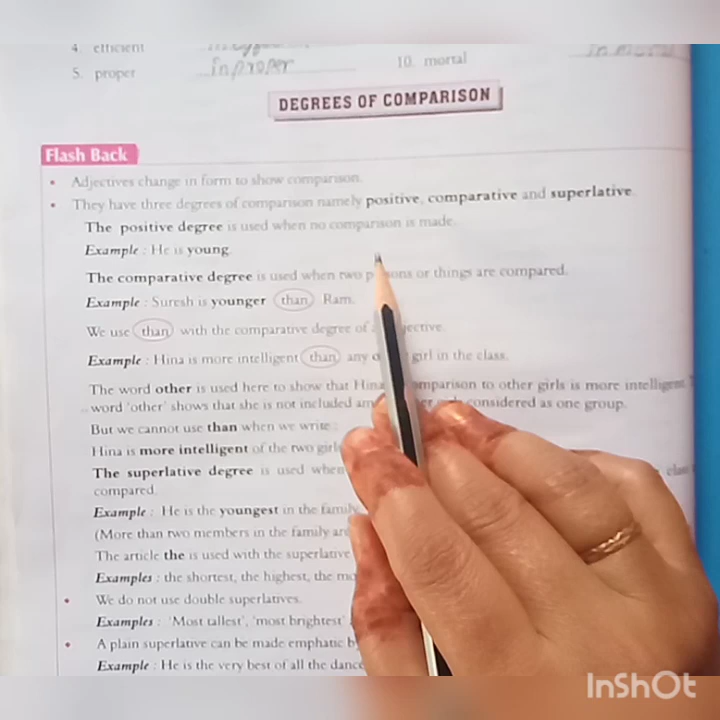 4. efficient
5. proper inproper 10. mortal
DEGREES OF COMPARISON
Flash Back
• Adjectives change in form to show comparison.
• They have three degrees of comparison namely positive, comparative and superlative.
The positive degree is used when no comparison is made.
Example : He is young.
The comparative degree is used when two persons or things are compared.
Example : Suresh is younger than Ram.
We use than with the comparative degree of adjective.
Example : Hina is more intelligent than any girl in the class.
The word other is used here to show that Hina comparison to other girls is more intelligent.
word 'other' shows that she is not included considered as one group.
But we cannot use than when we write :
Hina is more intelligent of the two
The superlative degree is used when
compared.
Example : He is the youngest in the family.
(More than two members in the family
The article the is used with the superlative
Examples : the shortest, the highest, the
• We do not use double superlatives.
Examples : 'Most tallest', 'most brightest'
• A plain superlative can be made emphatic
Example : He is the very best of all the
InShOt